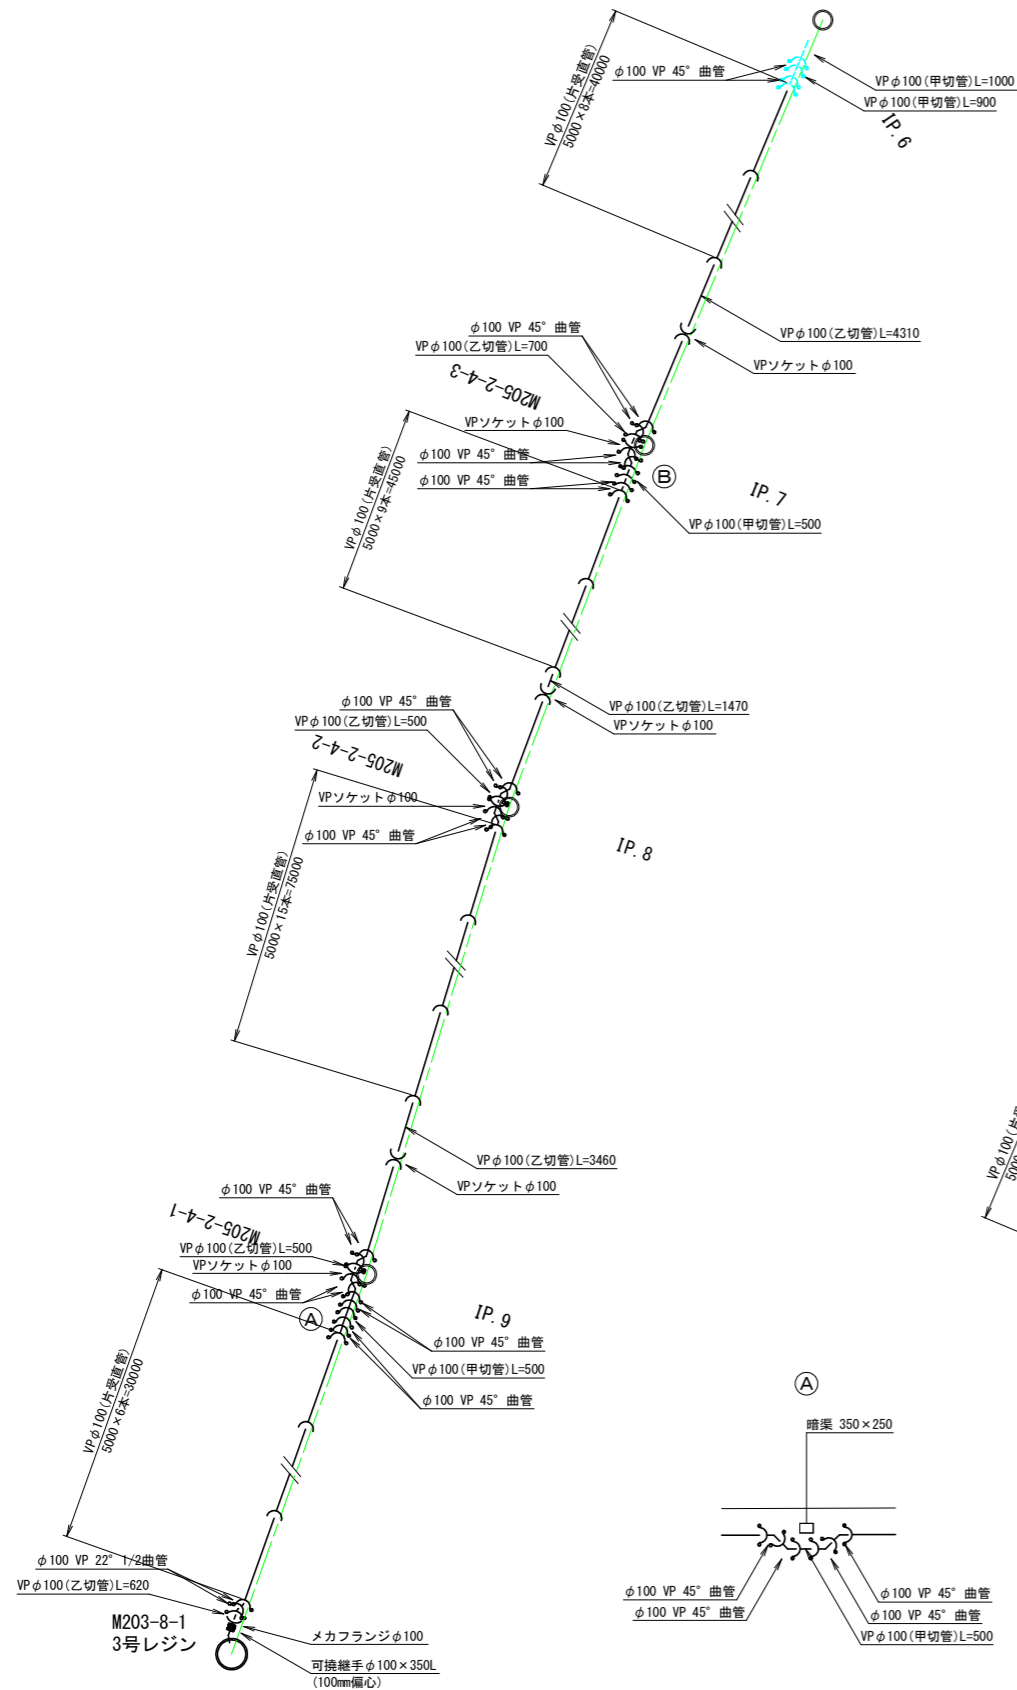 VPφ100(片受直管)
5000×8本=40000
φ100 VP 45° 曲管
VPφ100(甲切管)L=1000
VPφ100(甲切管)L=900
IP.6
VPφ100(乙切管)L=4310
VPソケットφ100
φ100 VP 45° 曲管
VPφ100(乙切管)L=700
M205-2-4-3
VPソケットφ100
φ100 VP 45° 曲管
φ100 VP 45° 曲管
B
IP.7
VPφ100(甲切管)L=500
VPφ100(片受直管)
5000×9本=45000
VPφ100(乙切管)L=1470
VPソケットφ100
φ100 VP 45° 曲管
VPφ100(乙切管)L=500
M205-2-4-2
VPソケットφ100
φ100 VP 45° 曲管
IP.8
VPφ100(片受直管)
5000×15本=75000
VPφ100(乙切管)L=3460
VPソケットφ100
φ100 VP 45° 曲管
M205-2-4-1
VPφ100(乙切管)L=500
VPソケットφ100
φ100 VP 45° 曲管
A
IP.9
φ100 VP 45° 曲管
VPφ100(甲切管)L=500
φ100 VP 45° 曲管
VPφ100(片受直管)
5000×6本=30000
φ100 VP 22° 1/2曲管
VPφ100(乙切管)L=620
M203-8-1
3号レジン
メカフランジφ100
可撓継手φ100×350L
(100mm偏心)
A
暗渠 350×250
φ100 VP 45° 曲管
φ100 VP 45° 曲管
φ100 VP 45° 曲管
φ100 VP 45° 曲管
VPφ100(甲切管)L=500
VPφ100(片
500